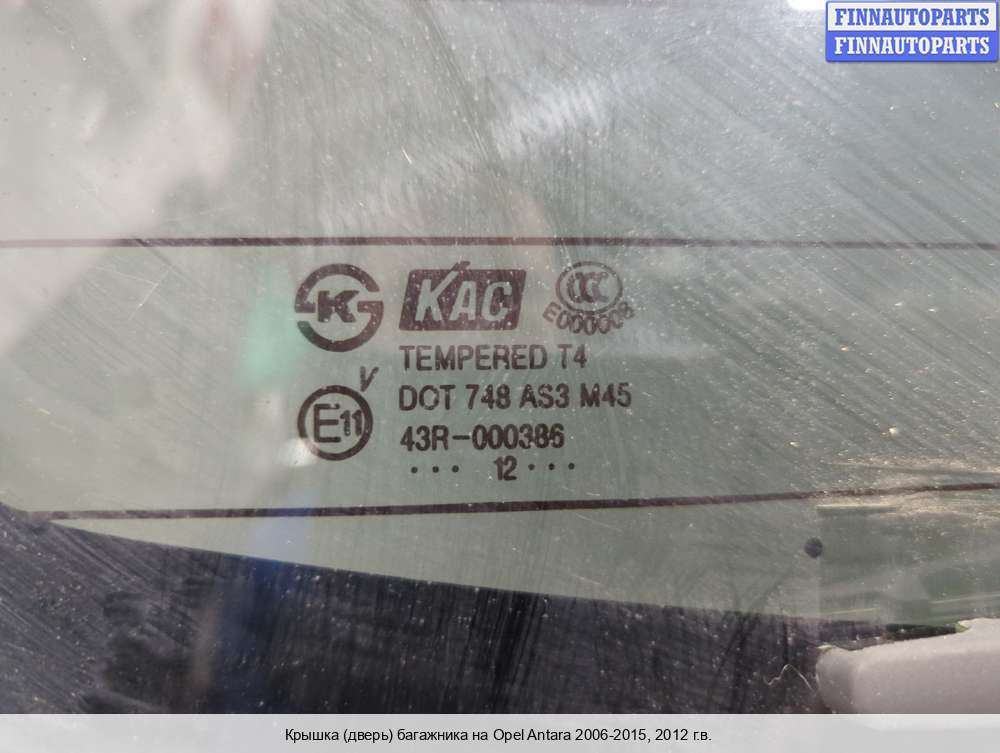 FINNAUTOPARTS
FINNAUTOPARTS
K KAC CCC
E000008
TEMPERED T4
V
DOT 748 AS3 M45
E11
43R-000386
··· 12 ···
Крышка (дверь) багажника на Opel Antara 2006-2015, 2012 г.в.